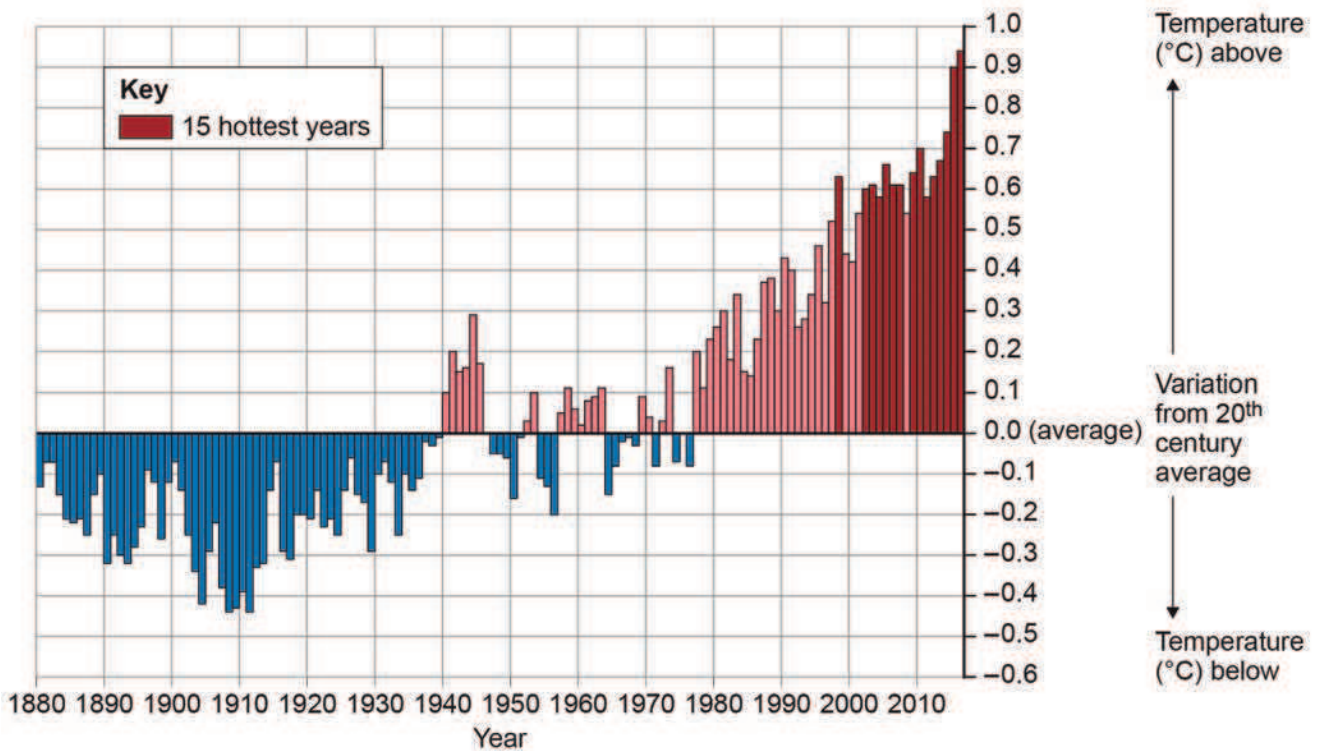 Key
15 hottest years
1.0
0.9
0.8
0.7
0.6
0.5
0.4
0.3
0.2
0.1
0.0 (average)
−0.1
−0.2
−0.3
−0.4
−0.5
−0.6
Temperature
(°C) above
Variation
from 20th
century
average
Temperature
(°C) below
1880 1890 1900 1910 1920 1930 1940 1950 1960 1970 1980 1990 2000 2010
Year